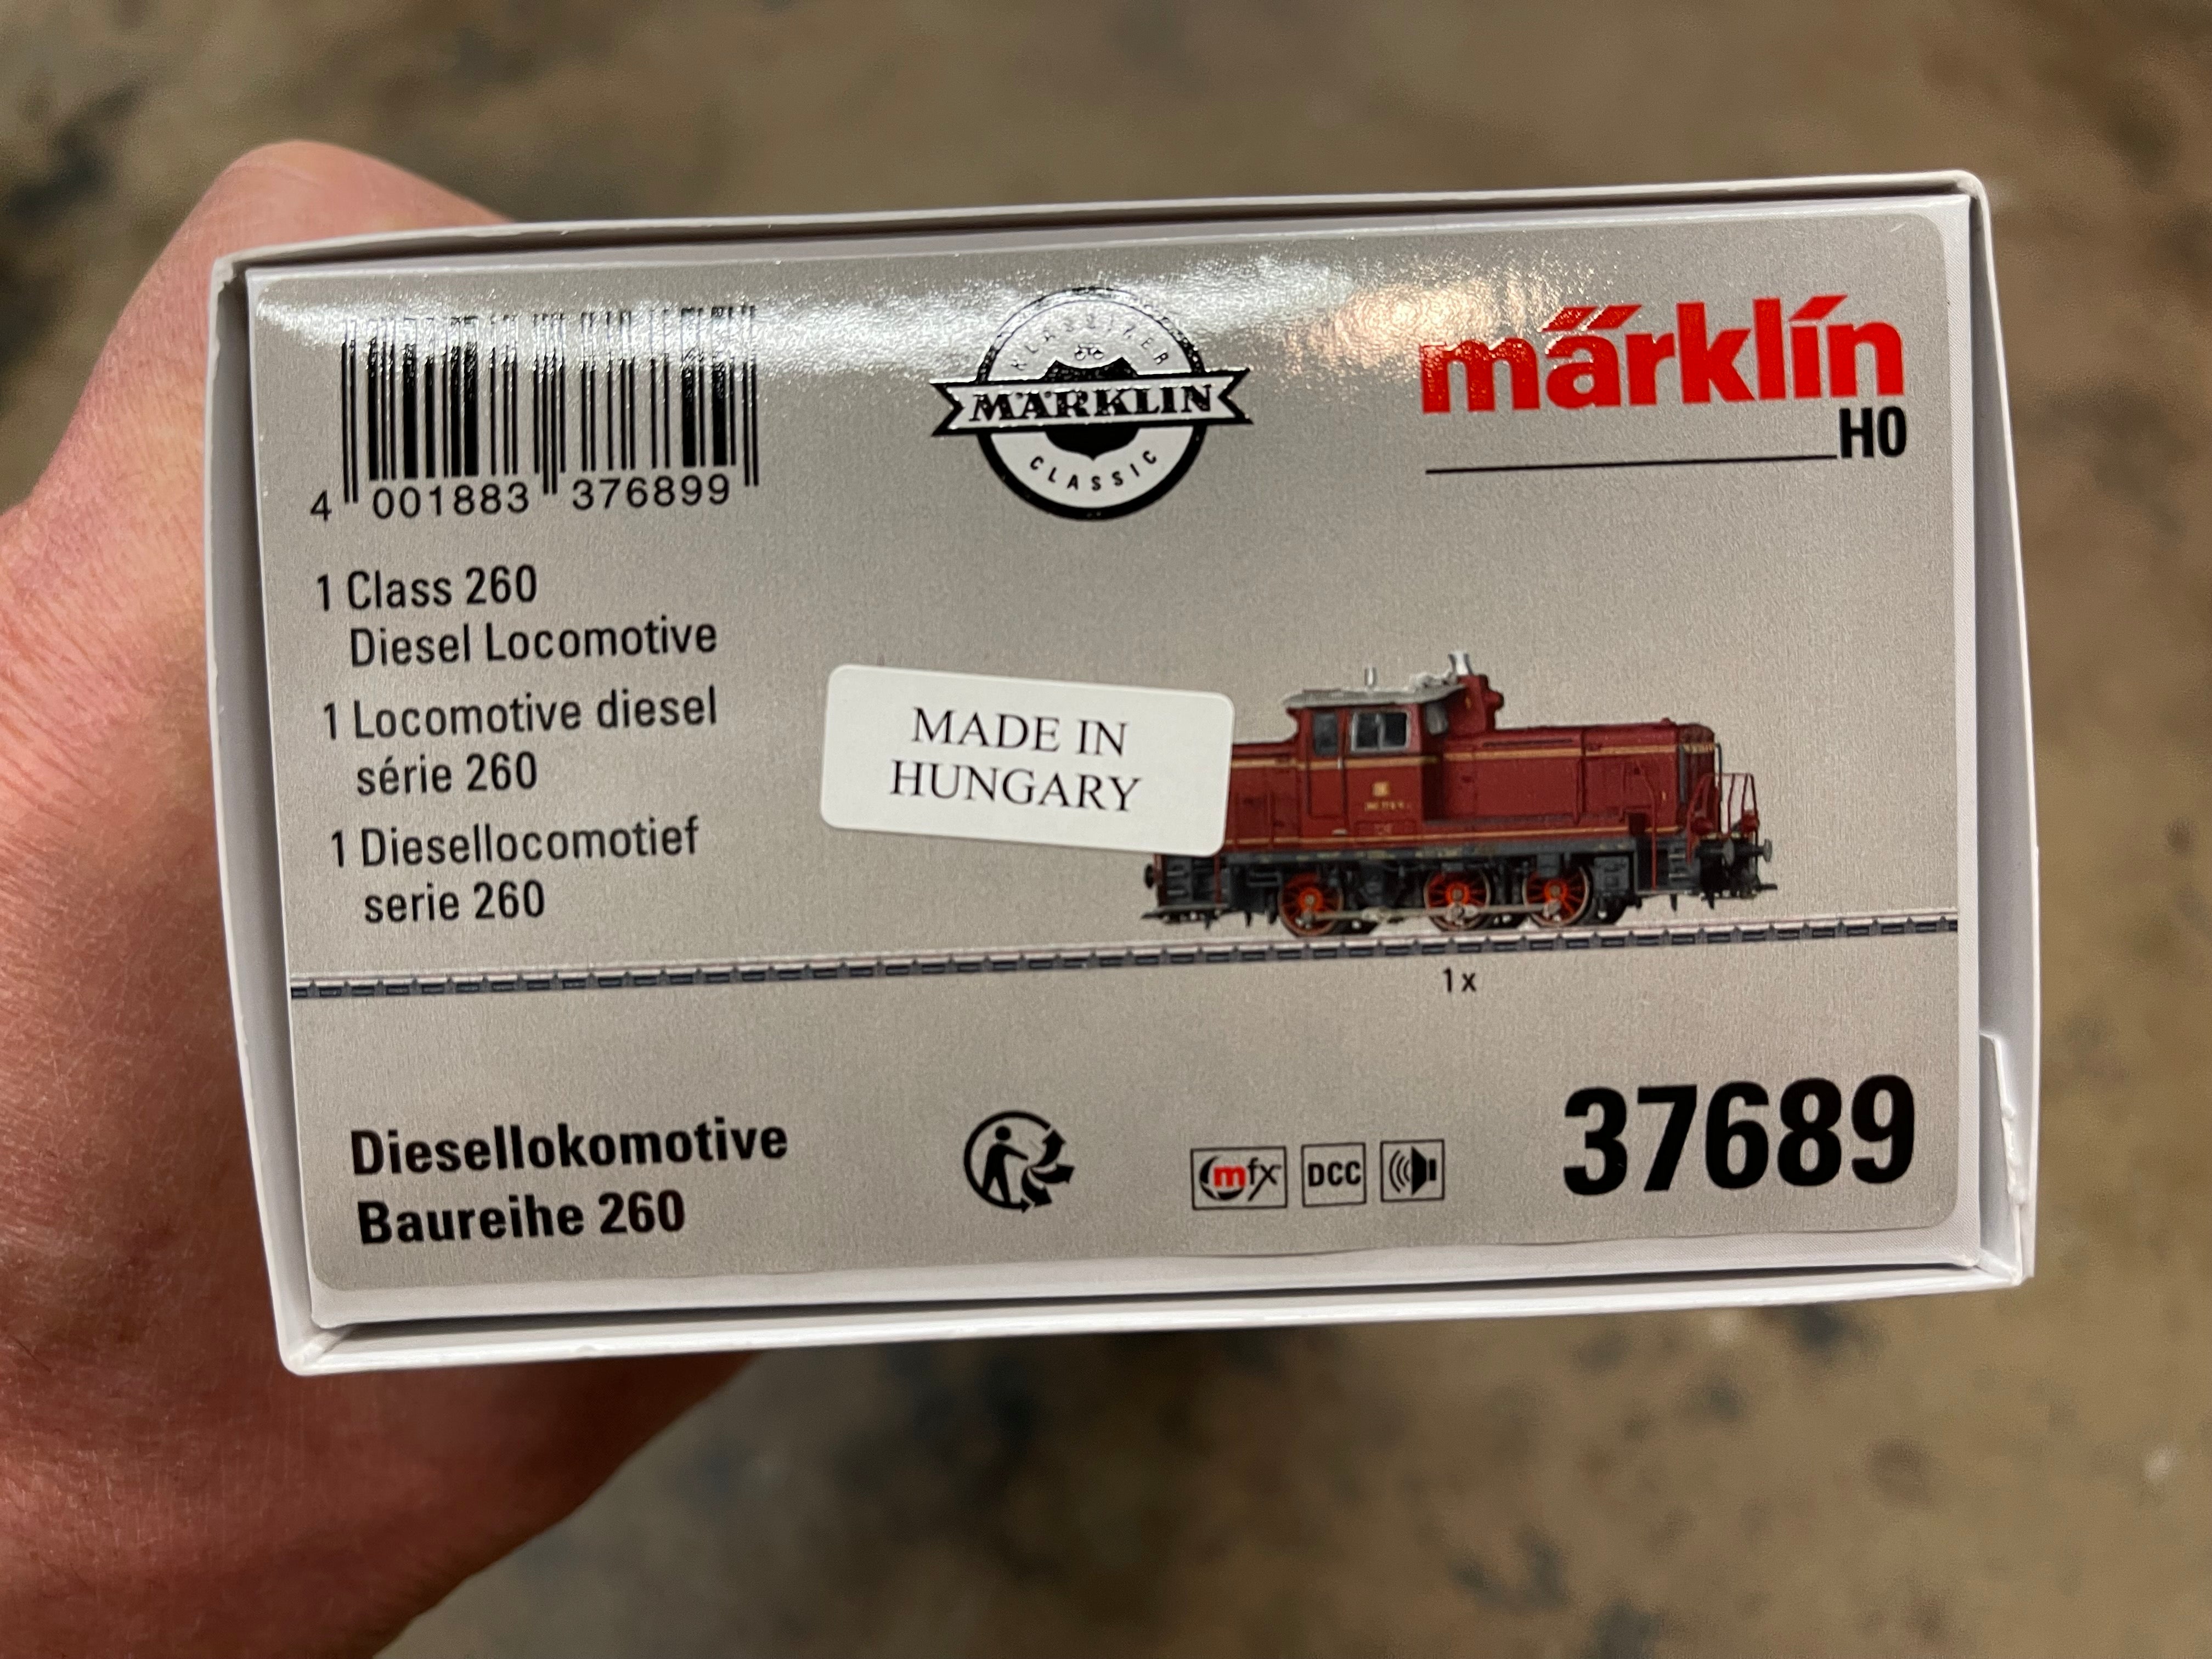 4 001883 376899
KLASSIKER
MÄRKLIN
CLASSIC
märklin
H0
1 Class 260
Diesel Locomotive
1 Locomotive diesel
série 260
1 Diesellocomotief
serie 260
MADE IN
HUNGARY
1x
Diesellokomotive
Baureihe 260
mfx
DCC
37689